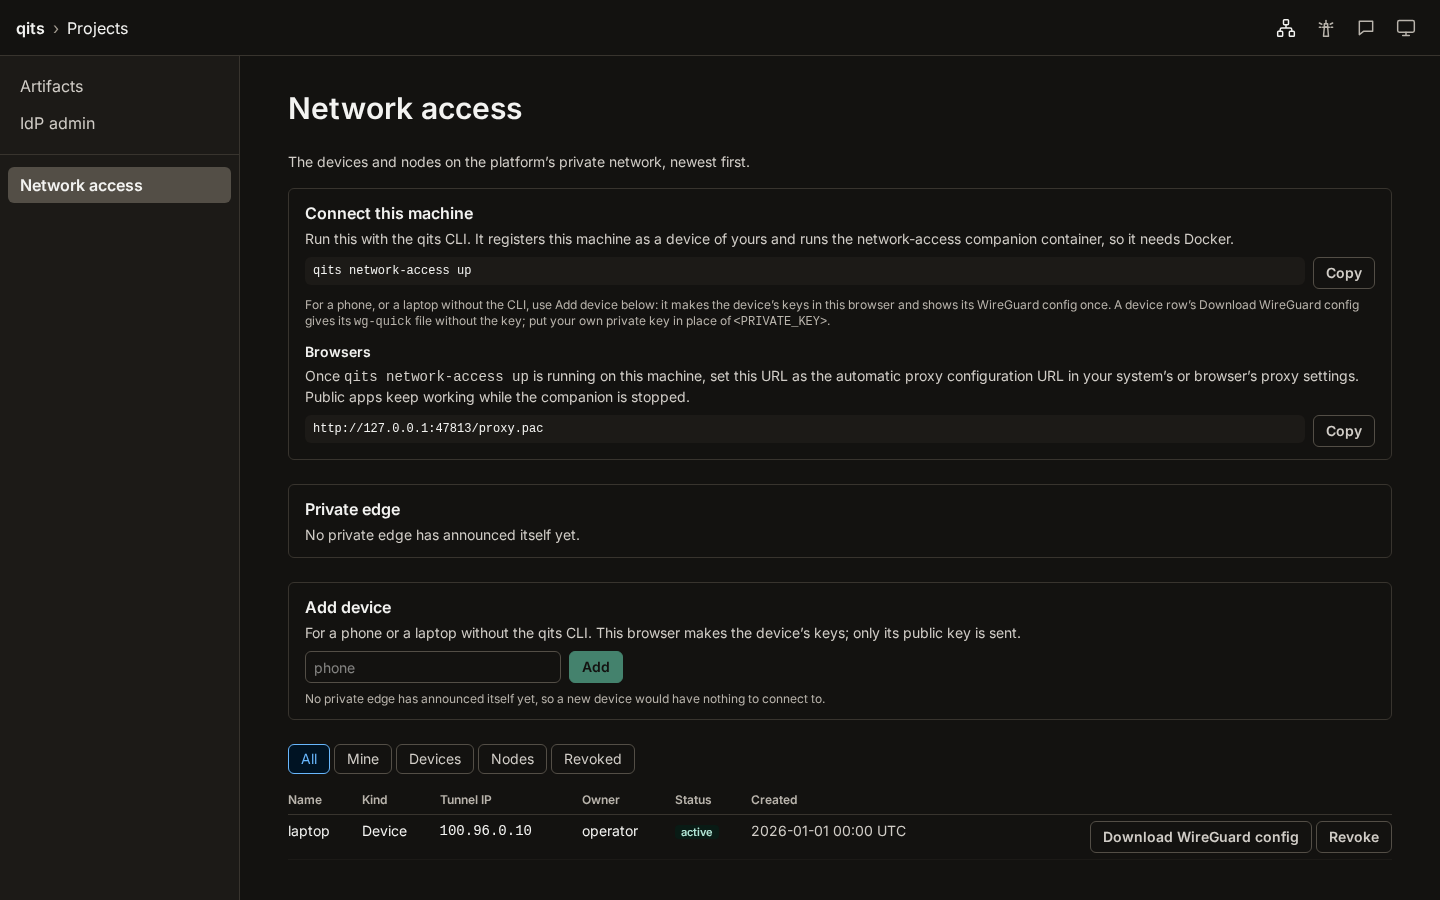 qits › Projects
Artifacts
IdP admin
Network access
Network access
The devices and nodes on the platform’s private network, newest first.
Connect this machine
Run this with the qits CLI. It registers this machine as a device of yours and runs the network-access companion container, so it needs Docker.
qits network-access up
Copy
For a phone, or a laptop without the CLI, use Add device below: it makes the device’s keys in this browser and shows its WireGuard config once. A device row’s Download WireGuard config
gives its wg-quick file without the key; put your own private key in place of <PRIVATE_KEY>.
Browsers
Once qits network-access up is running on this machine, set this URL as the automatic proxy configuration URL in your system’s or browser’s proxy settings.
Public apps keep working while the companion is stopped.
http://127.0.0.1:47813/proxy.pac
Copy
Private edge
No private edge has announced itself yet.
Add device
For a phone or a laptop without the qits CLI. This browser makes the device’s keys; only its public key is sent.
phone
Add
No private edge has announced itself yet, so a new device would have nothing to connect to.
All Mine Devices Nodes Revoked
Name Kind Tunnel IP Owner Status Created
laptop Device 100.96.0.10 operator active 2026-01-01 00:00 UTC Download WireGuard config Revoke